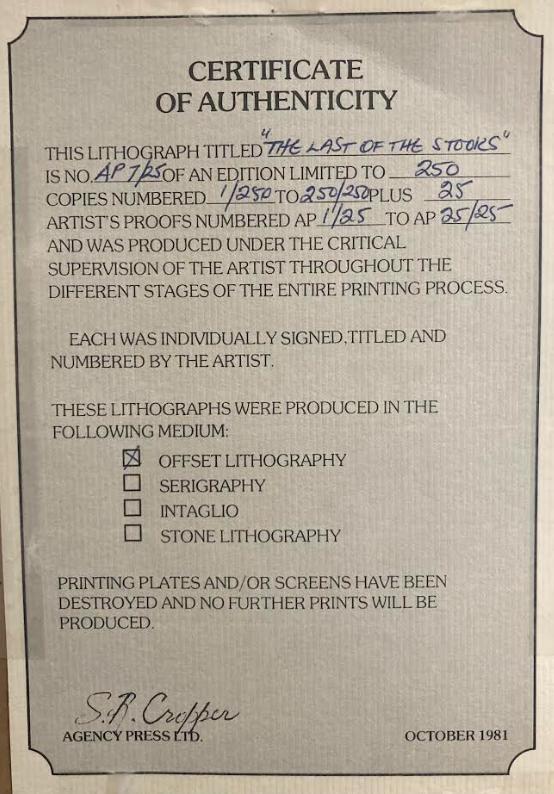 CERTIFICATE
OF AUTHENTICITY
THIS LITHOGRAPH TITLED "THE LAST OF THE STOOKS"
IS NO. AP 7/25 OF AN EDITION LIMITED TO 250
COPIES NUMBERED 1/250 TO 250/250 PLUS 25
ARTIST'S PROOFS NUMBERED AP 1/25 TO AP 25/25
AND WAS PRODUCED UNDER THE CRITICAL
SUPERVISION OF THE ARTIST THROUGHOUT THE
DIFFERENT STAGES OF THE ENTIRE PRINTING PROCESS.
EACH WAS INDIVIDUALLY SIGNED, TITLED AND
NUMBERED BY THE ARTIST.
THESE LITHOGRAPHS WERE PRODUCED IN THE
FOLLOWING MEDIUM:
OFFSET LITHOGRAPHY
SERIGRAPHY
INTAGLIO
STONE LITHOGRAPHY
PRINTING PLATES AND/OR SCREENS HAVE BEEN
DESTROYED AND NO FURTHER PRINTS WILL BE
PRODUCED.
S.R. Cropper
AGENCY PRESS LTD. OCTOBER 1981